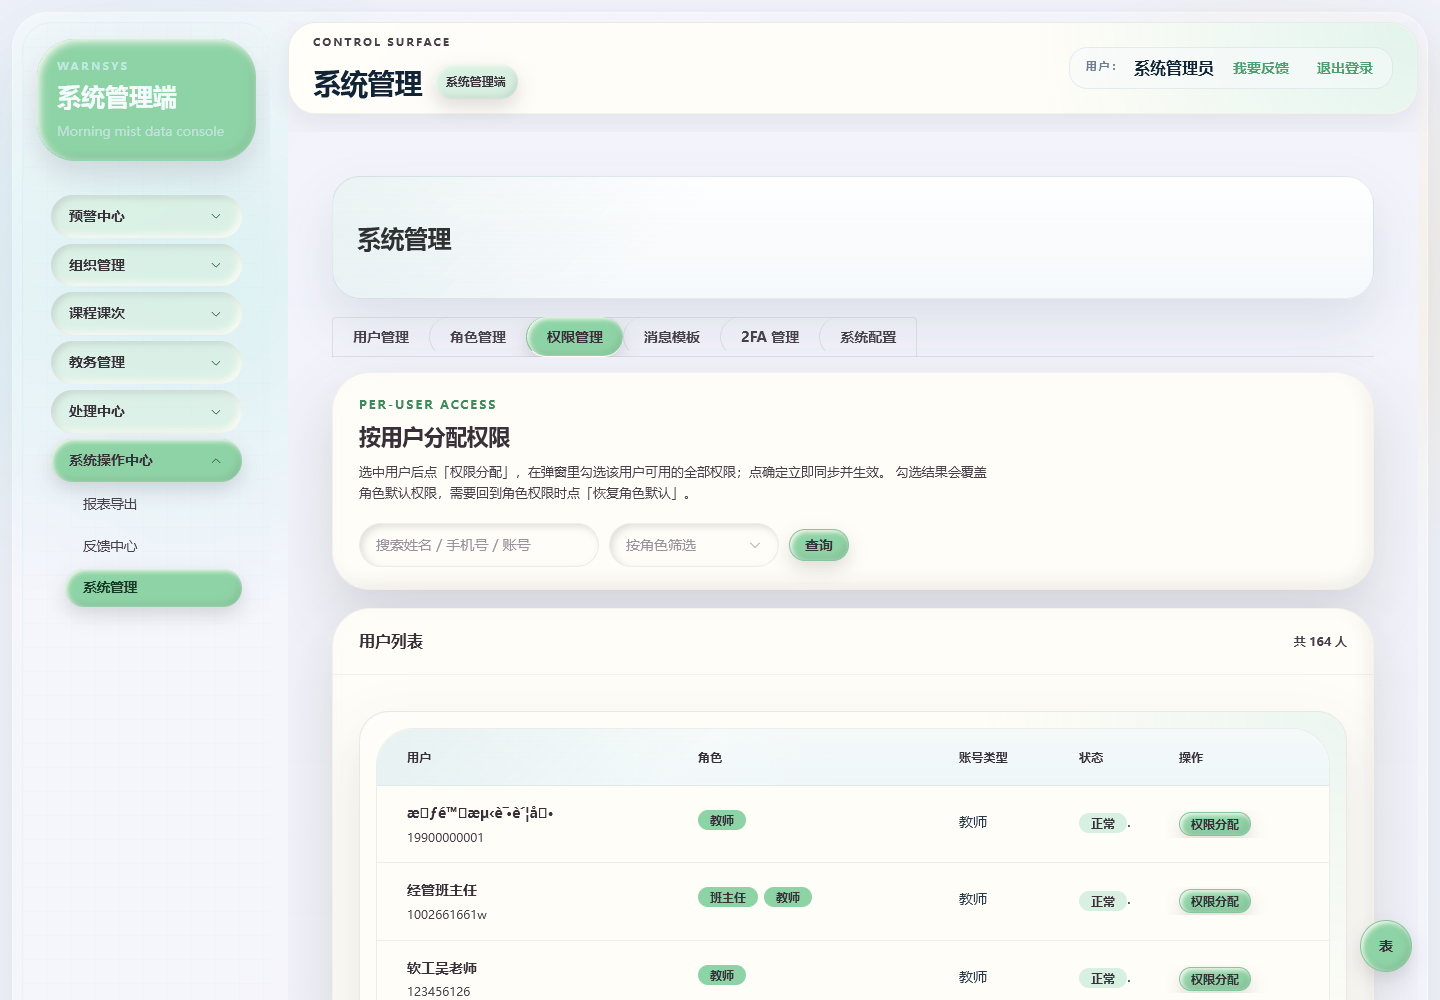 WARNSYS
系统管理端
Morning mist data console
预警中心
组织管理
课程课次
教务管理
处理中心
系统操作中心
报表导出
反馈中心
系统管理
CONTROL SURFACE
系统管理 系统管理端
用户： 系统管理员 我要反馈 退出登录
系统管理
用户管理 角色管理 权限管理 消息模板 2FA 管理 系统配置
PER-USER ACCESS
按用户分配权限
选中用户后点「权限分配」，在弹窗里勾选该用户可用的全部权限；点确定立即同步并生效。 勾选结果会覆盖
角色默认权限，需要回到角色权限时点「恢复角色默认」。
搜索姓名 / 手机号 / 账号 按角色筛选 查询
用户列表 共 164 人
用户 角色 账号类型 状态 操作
教师 教师 正常 权限分配
19900000001
经管班主任 班主任 教师 教师 正常 权限分配
1002661661w
软工吴老师 教师 教师 正常 权限分配
123456126
表